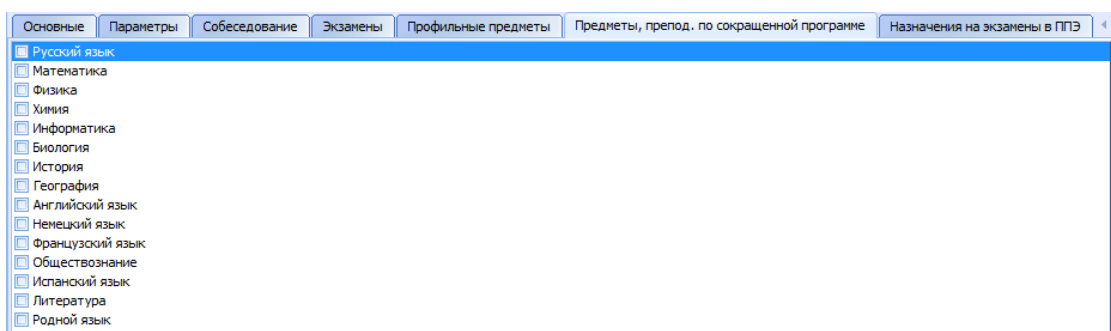 Основные Параметры Собеседование Экзамены Профильные предметы Предметы, препод. по сокращенной программе Назначения на экзамены в ППЭ
Русский язык
Математика
Физика
Химия
Информатика
Биология
История
География
Английский язык
Немецкий язык
Французский язык
Обществознание
Испанский язык
Литература
Родной язык